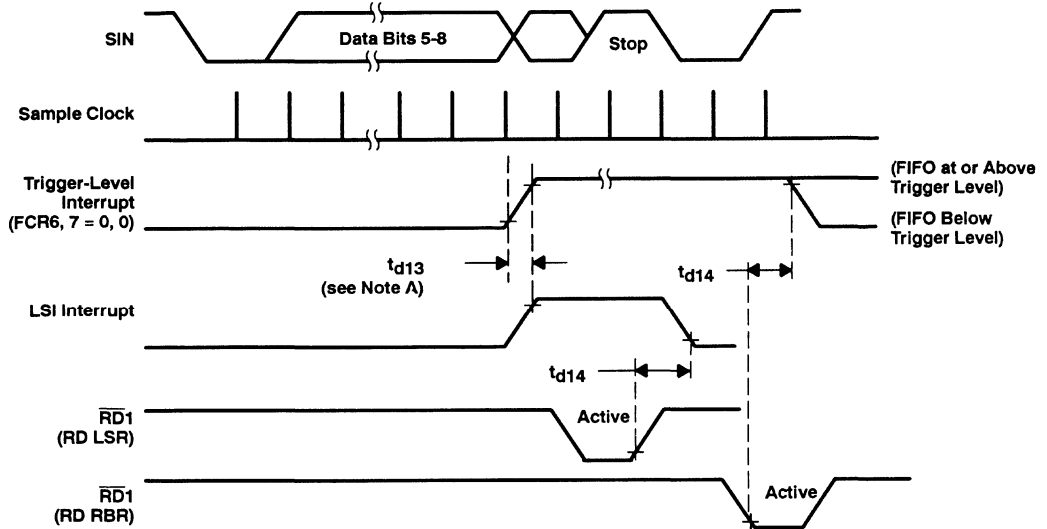 SIN
Data Bits 5-8
Stop
Sample Clock
Trigger-Level
Interrupt
(FCR6, 7 = 0, 0)
(FIFO at or Above
Trigger Level)
(FIFO Below
Trigger Level)
td13
(see Note A)
td14
LSI Interrupt
td14
RD1
(RD LSR)
Active
RD1
(RD RBR)
Active